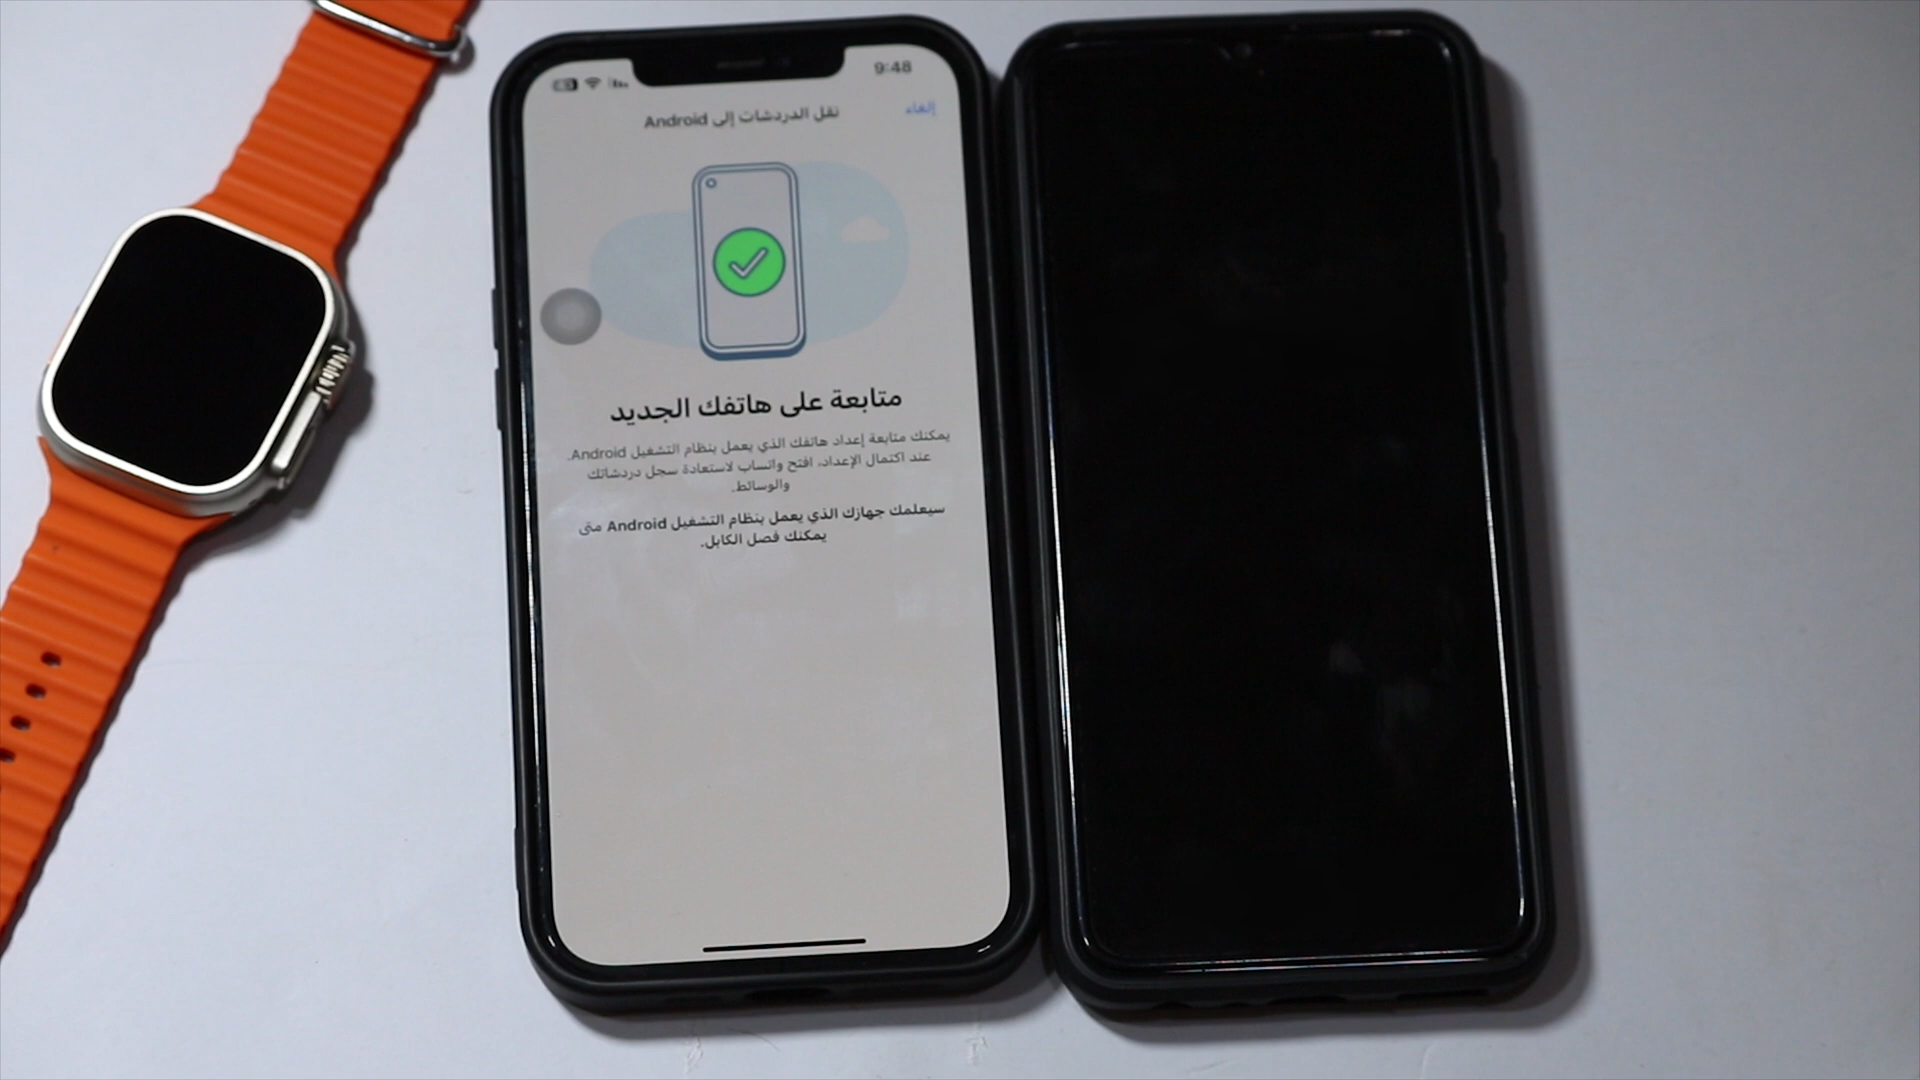 9:48
إلغاء
نقل الدردشات إلى Android
متابعة على هاتفك الجديد
يمكنك متابعة إعداد هاتفك الذي يعمل بنظام التشغيل Android.
عند اكتمال الإعداد، افتح واتساب لاستعادة سجل دردشاتك
والوسائط.
سيعلمك جهازك الذي يعمل بنظام التشغيل Android متى
يمكنك فصل الكابل.